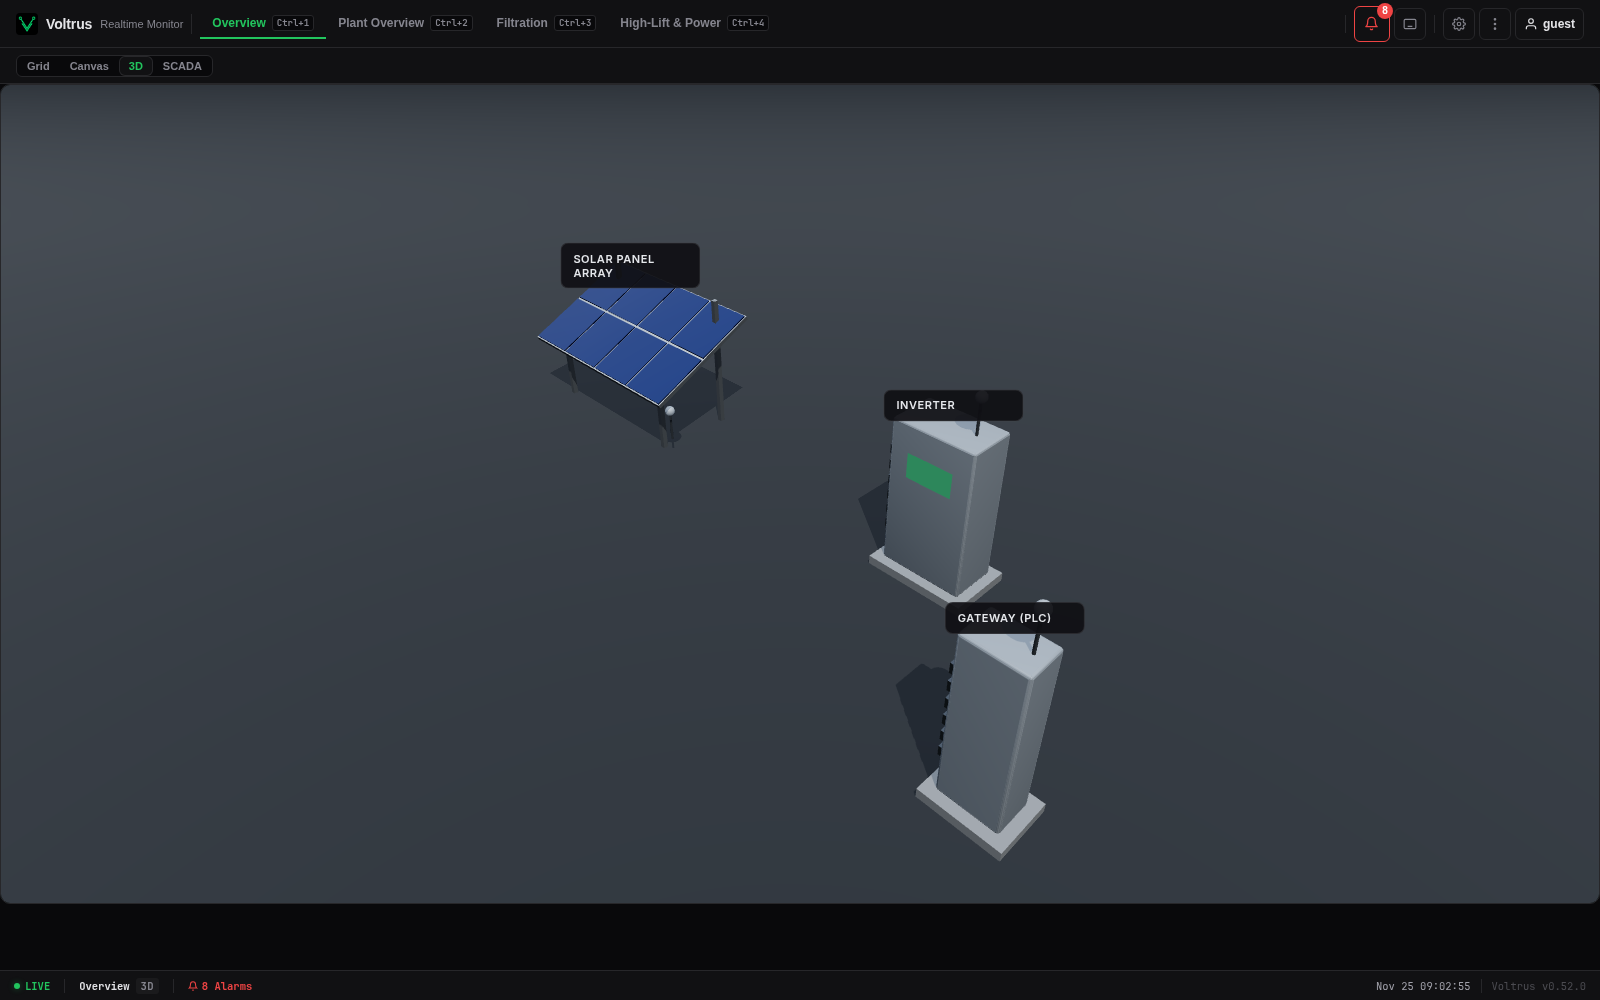 Voltrus Realtime Monitor
Overview Ctrl+1 Plant Overview Ctrl+2 Filtration Ctrl+3 High-Lift & Power Ctrl+4
8
guest
Grid Canvas 3D SCADA
SOLAR PANEL
ARRAY
INVERTER
GATEWAY (PLC)
LIVE Overview 3D 8 Alarms
Nov 25 09:02:55 Voltrus v0.52.0